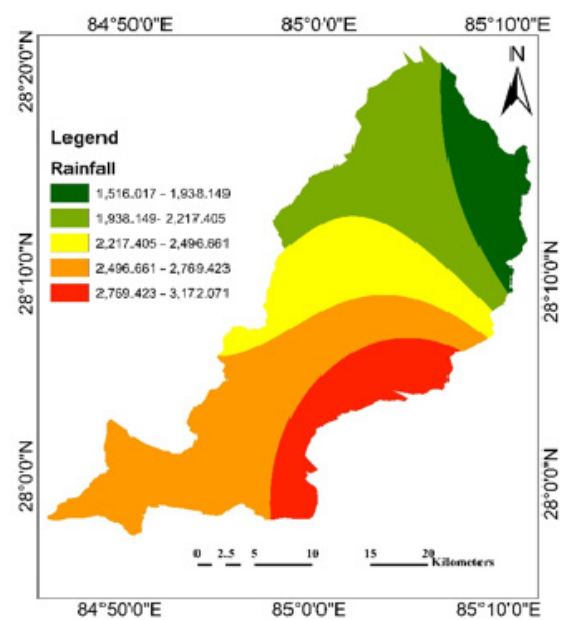 84°50'0"E 85°0'0"E 85°10'0"E
28°20'0"N
N
Legend
Rainfall
1,516.017 - 1,938.149
1,938.149- 2,217.405
2,217.405 - 2,496.661
2,496.661 - 2,769.423
2,769.423 - 3,172.071
28°10'0"N
28°10'0"N
28°0'0"N
28°0'0"N
0 2.5 5 10 15 20
Kilometers
84°50'0"E 85°0'0"E 85°10'0"E